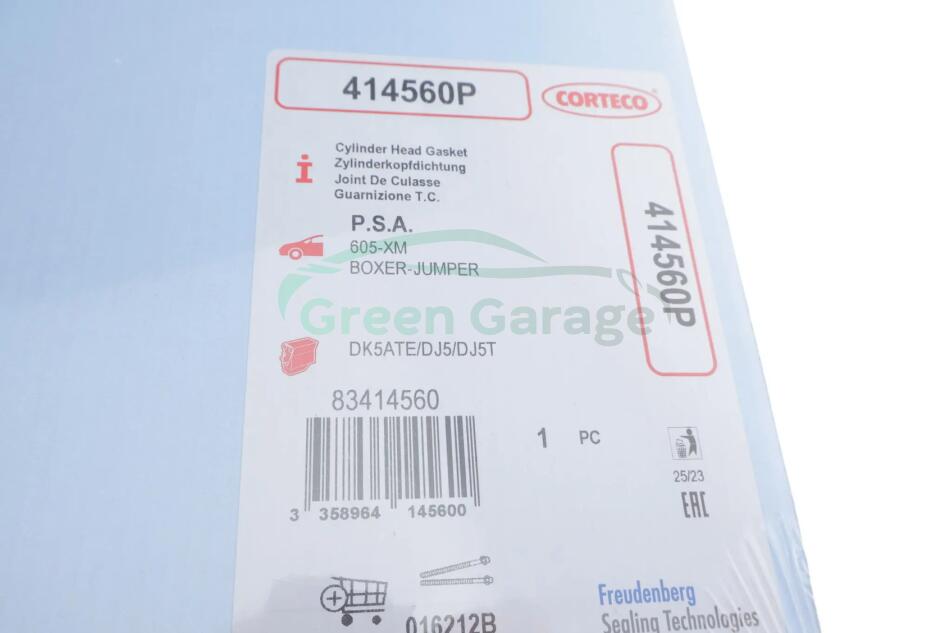 414560P
CORTECO®
Cylinder Head Gasket
Zylinderkopfdichtung
Joint De Culasse
Guarnizione T.C.
P.S.A.
605-XM
BOXER-JUMPER
Green Garage
DK5ATE/DJ5/DJ5T
414560P
83414560
3 358964 145600
1 PC
25/23
EAC
016212B
Freudenberg
Sealing Technologies